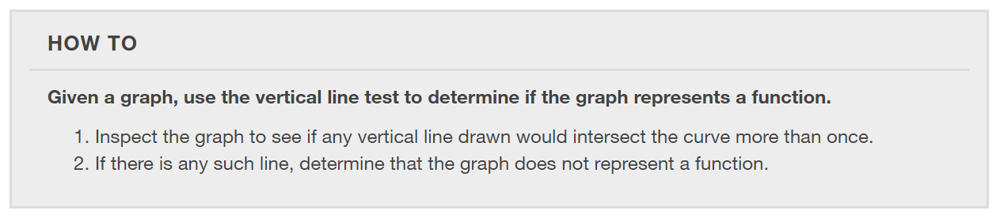 HOW TO
Given a graph, use the vertical line test to determine if the graph represents a function.
1. Inspect the graph to see if any vertical line drawn would intersect the curve more than once.
2. If there is any such line, determine that the graph does not represent a function.